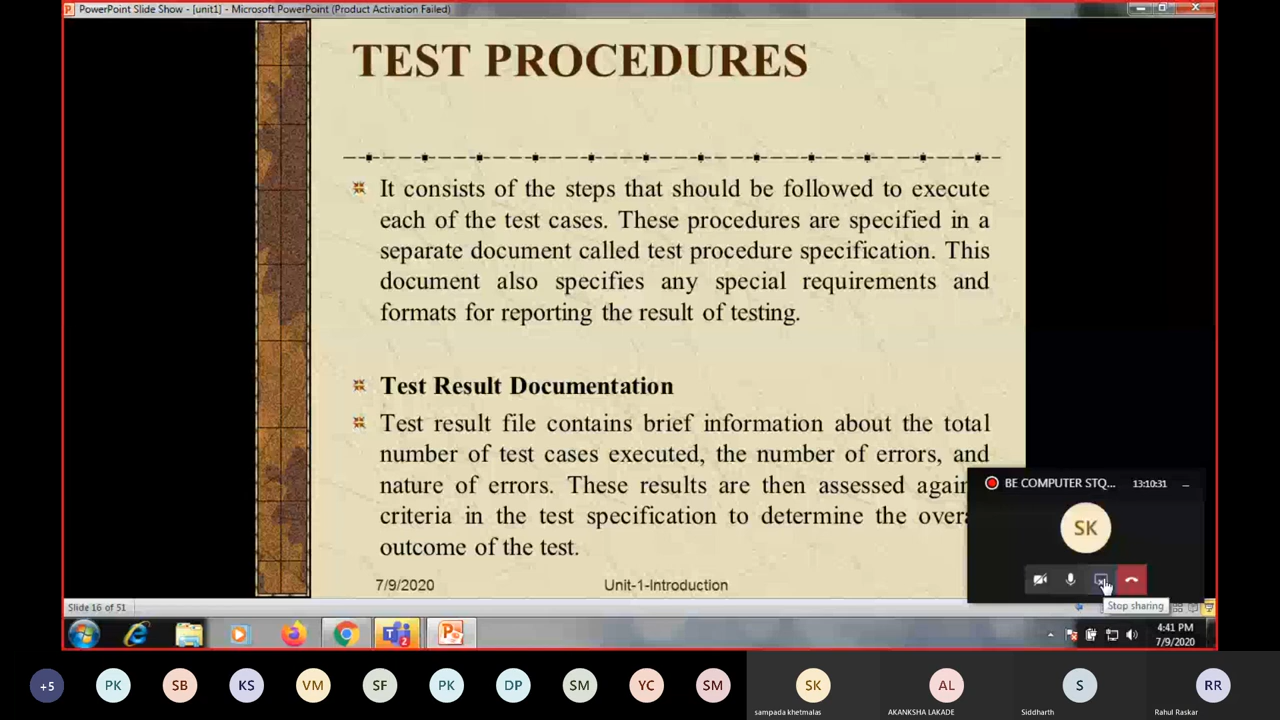 PowerPoint Slide Show - [unit1] - Microsoft PowerPoint (Product Activation Failed)
TEST PROCEDURES
It consists of the steps that should be followed to execute
each of the test cases. These procedures are specified in a
separate document called test procedure specification. This
document also specifies any special requirements and
formats for reporting the result of testing.
Test Result Documentation
Test result file contains brief information about the total
number of test cases executed, the number of errors, and
nature of errors. These results are then assessed again
criteria in the test specification to determine the over
outcome of the test.
7/9/2020 Unit-1-Introduction
BE COMPUTER STQ... 13:10:31
SK
Stop sharing
Slide 16 of 51
4:41 PM
7/9/2020
+5 PK SB KS VM SF PK DP SM YC SM SK AL S RR
sampada khetmalas AKANKSHA LAKADE Siddharth Rahul Raskar